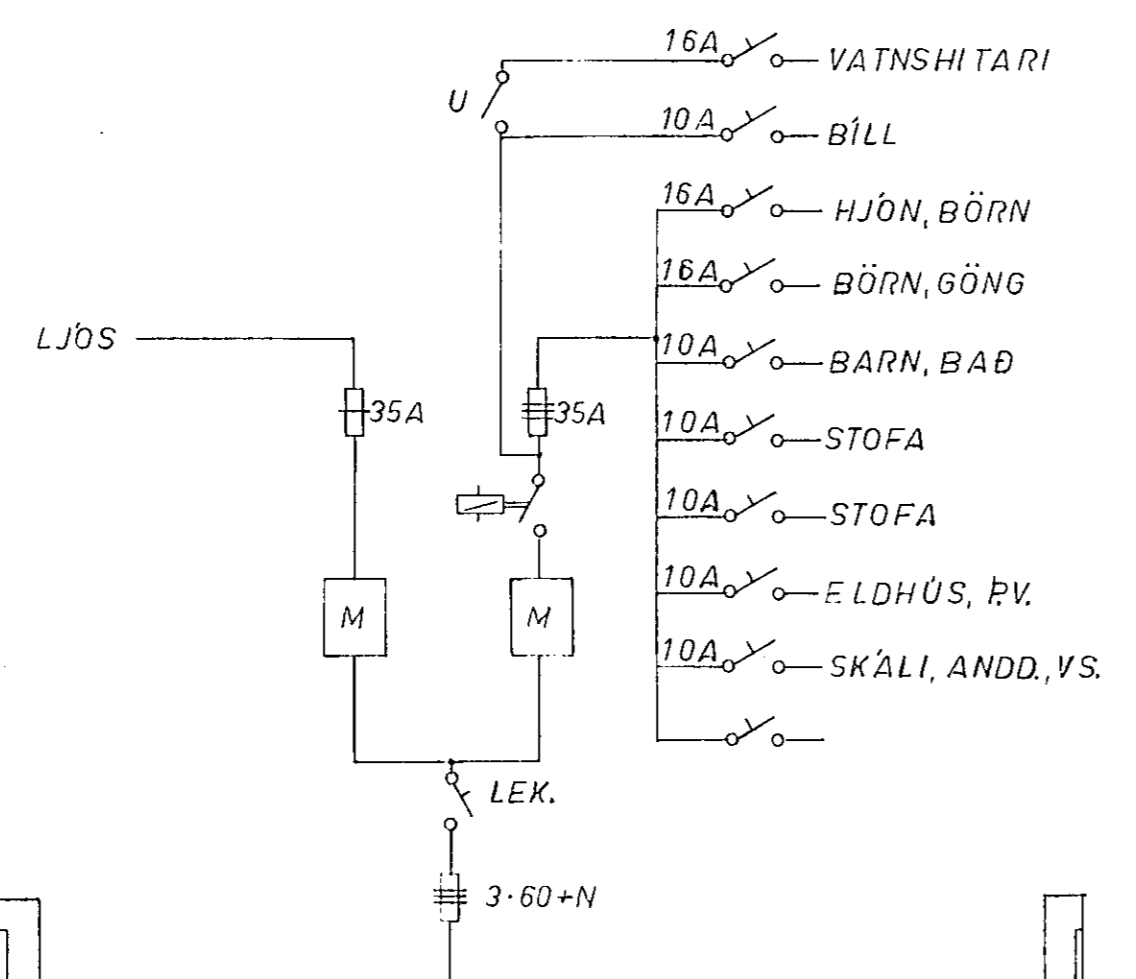 16A VATNSHITARI
U
10A BÍLL
16A HJÓN, BÖRN
16A BÖRN, GÖNG
LJÓS
10A BARN, BAÐ
35A
35A
10A STOFA
10A STOFA
10A ELDHÚS, Þ.V.
M
M
10A SKÁLI, ANDD., VS.
LEK.
3·60+N